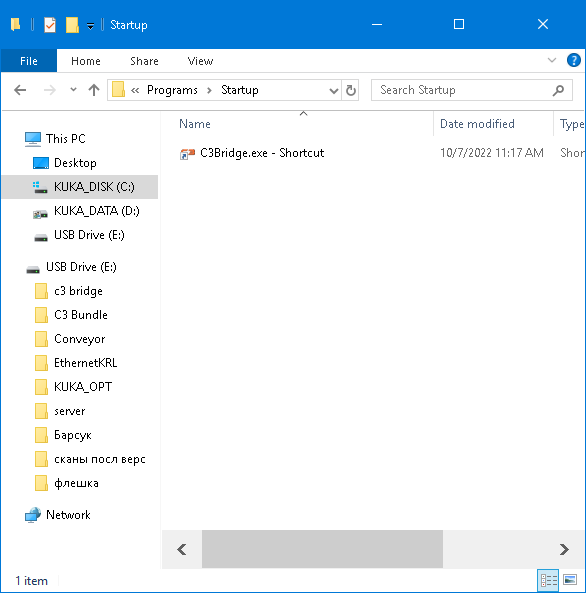 Startup
File Home Share View
« Programs › Startup Search Startup
Name Date modified Type
This PC
Desktop
KUKA_DISK (C:)
KUKA_DATA (D:)
USB Drive (E:)
USB Drive (E:)
c3 bridge
C3 Bundle
Conveyor
EthernetKRL
KUKA_OPT
server
Барсук
сканы посл верс
флешка
Network
C3Bridge.exe - Shortcut 10/7/2022 11:17 AM Shor
1 item